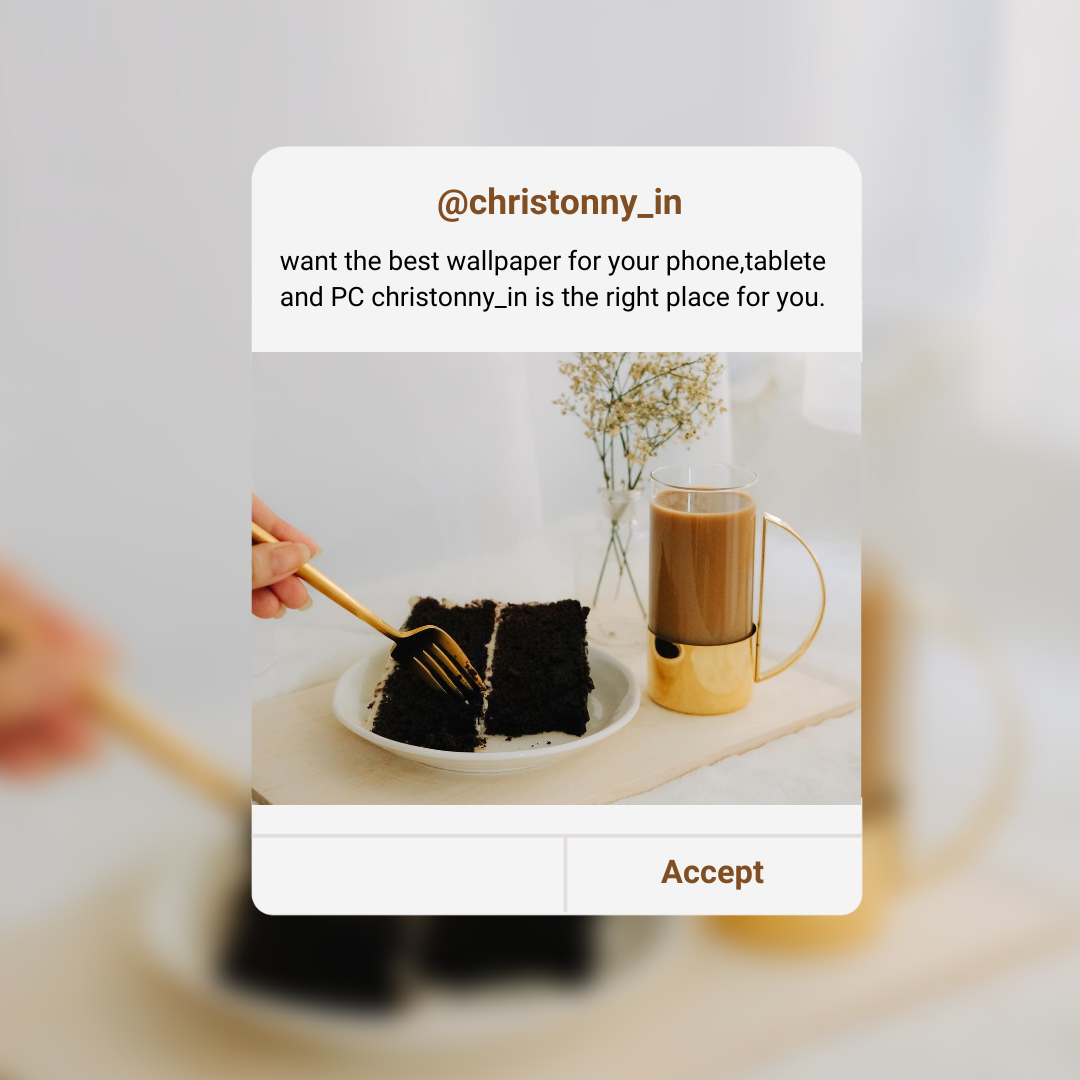 @christonny_in
want the best wallpaper for your phone,tablete
and PC christonny_in is the right place for you.
Accept